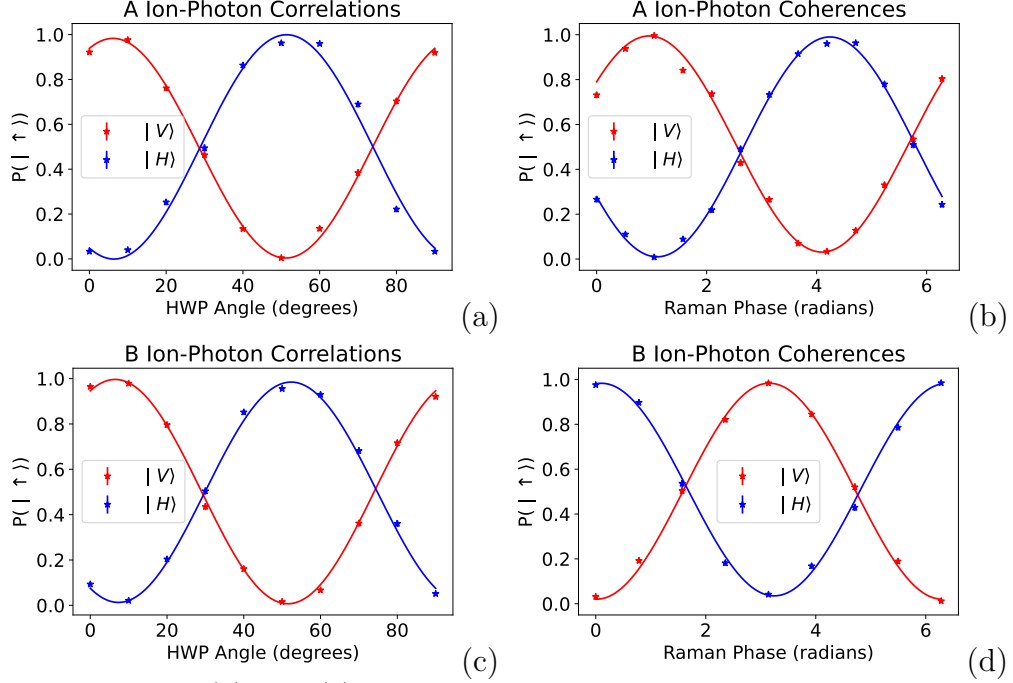 A Ion-Photon Correlations
P(| ↑⟩)
1.0
0.8
0.6
0.4
0.2
0.0
| V⟩
| H⟩
0 20 40 60 80
HWP Angle (degrees)
(a)
A Ion-Photon Coherences
P(| ↑⟩)
1.0
0.8
0.6
0.4
0.2
0.0
| V⟩
| H⟩
0 2 4 6
Raman Phase (radians)
(b)
B Ion-Photon Correlations
P(| ↑⟩)
1.0
0.8
0.6
0.4
0.2
0.0
| V⟩
| H⟩
0 20 40 60 80
HWP Angle (degrees)
(c)
B Ion-Photon Coherences
P(| ↑⟩)
1.0
0.8
0.6
0.4
0.2
0.0
| V⟩
| H⟩
0 2 4 6
Raman Phase (radians)
(d)